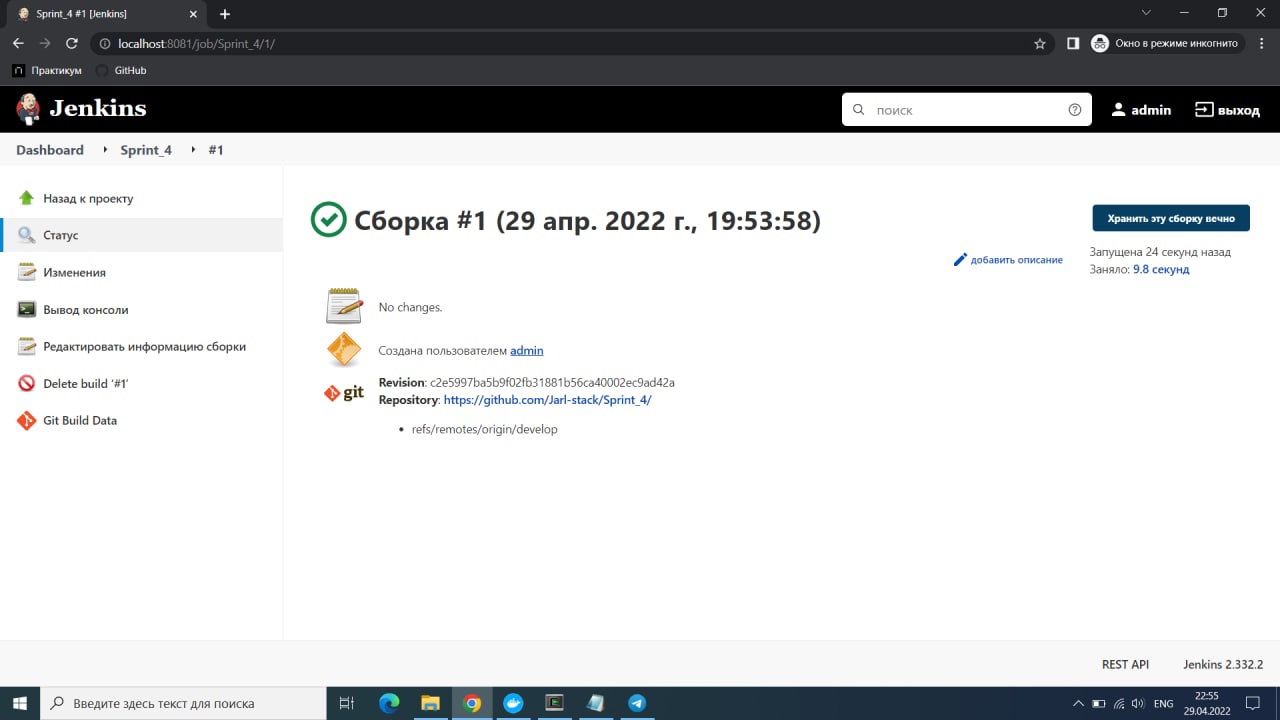 Sprint_4 #1 [Jenkins]
localhost:8081/job/Sprint_4/1/
Окно в режиме инкогнито
Практикум
GitHub
Jenkins
поиск
admin
выход
Dashboard
Sprint_4
#1
Назад к проекту
Статус
Изменения
Вывод консоли
Редактировать информацию сборки
Delete build '#1'
Git Build Data
Сборка #1 (29 апр. 2022 г., 19:53:58)
Хранить эту сборку вечно
Запущена 24 секунд назад
Заняло: 9.8 секунд
добавить описание
No changes.
Создана пользователем admin
git
Revision: c2e5997ba5b9f02fb31881b56ca40002ec9ad42a
Repository: https://github.com/Jarl-stack/Sprint_4/
refs/remotes/origin/develop
REST API
Jenkins 2.332.2
Введите здесь текст для поиска
ENG
22:55
29.04.2022